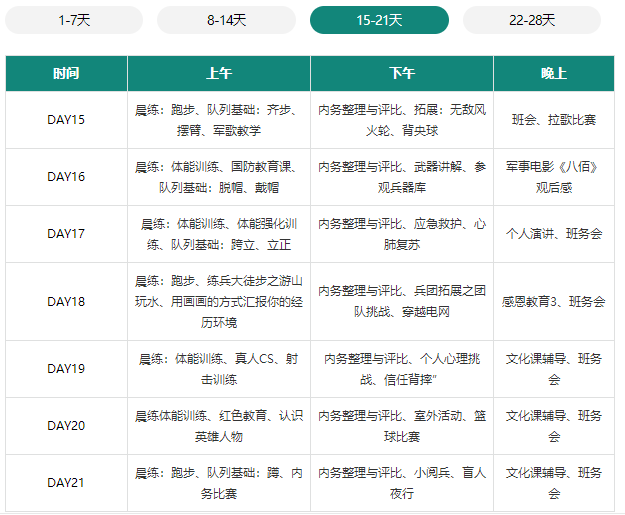 1-7天
8-14天
15-21天
22-28天
时间
上午
下午
晚上
DAY15
晨练：跑步、队列基础：齐步、
摆臂、军歌教学
内务整理与评比、拓展：无敌风
火轮、背夹球
班会、拉歌比赛
DAY16
晨练：体能训练、国防教育课、
队列基础：脱帽、戴帽
内务整理与评比、武器讲解、参
观兵器库
军事电影《八佰》
观后感
DAY17
晨练：体能训练、体能强化训
练、队列基础：跨立、立正
内务整理与评比、应急救护、心
肺复苏
个人演讲、班务会
DAY18
晨练：跑步、练兵大徒步之游山
玩水、用画画的方式汇报你的经
历环境
内务整理与评比、兵团拓展之团
队挑战、穿越电网
感恩教育3、班务会
DAY19
晨练：体能训练、真人CS、射
击训练
内务整理与评比、个人心理挑
战、信任背摔”
文化课辅导、班务
会
DAY20
晨练体能训练、红色教育、认识
英雄人物
内务整理与评比、室外活动、篮
球比赛
文化课辅导、班务
会
DAY21
晨练：跑步、队列基础：蹲、内
务比赛
内务整理与评比、小阅兵、盲人
夜行
文化课辅导、班务
会